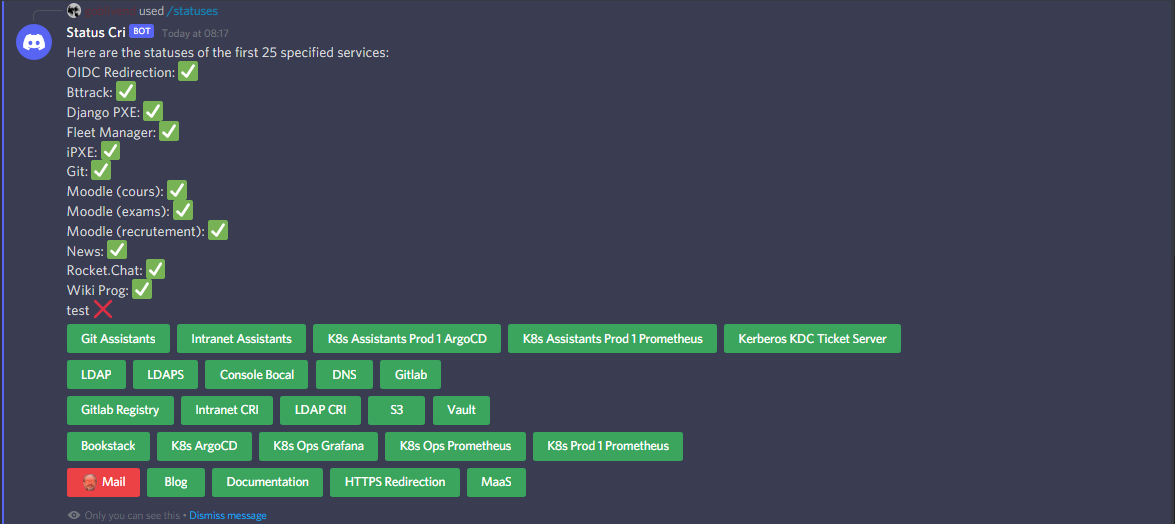 used /statuses
Status Cri BOT Today at 08:17
Here are the statuses of the first 25 specified services:
OIDC Redirection: ✅
Bttrack: ✅
Django PXE: ✅
Fleet Manager: ✅
iPXE: ✅
Git: ✅
Moodle (cours): ✅
Moodle (exams): ✅
Moodle (recrutement): ✅
News: ✅
Rocket.Chat: ✅
Wiki Prog: ✅
test ❌
Git Assistants Intranet Assistants K8s Assistants Prod 1 ArgoCD K8s Assistants Prod 1 Prometheus Kerberos KDC Ticket Server
LDAP LDAPS Console Bocal DNS Gitlab
Gitlab Registry Intranet CRI LDAP CRI S3 Vault
Bookstack K8s ArgoCD K8s Ops Grafana K8s Ops Prometheus K8s Prod 1 Prometheus
Mail Blog Documentation HTTPS Redirection MaaS
Only you can see this • Dismiss message